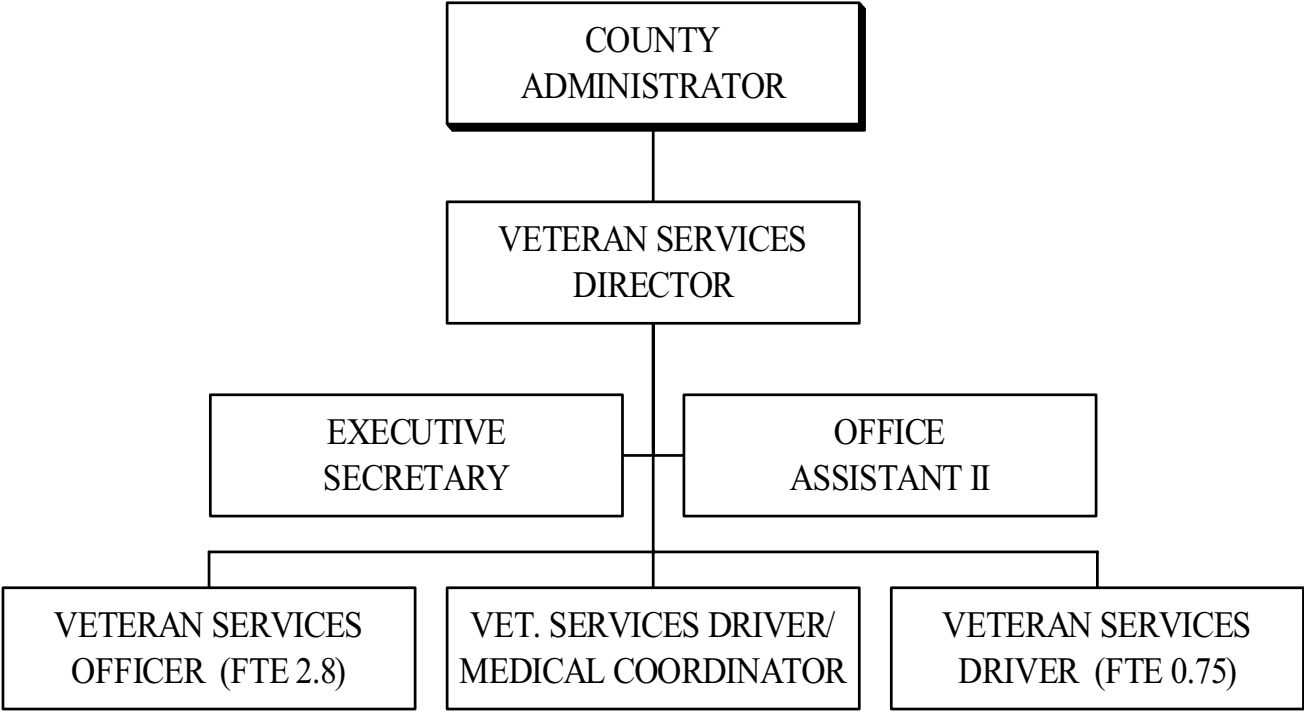 COUNTY
ADMINISTRATOR
VETERAN SERVICES
DIRECTOR
EXECUTIVE
SECRETARY
OFFICE
ASSISTANT II
VETERAN SERVICES
OFFICER (FTE 2.8)
VET. SERVICES DRIVER/
MEDICAL COORDINATOR
VETERAN SERVICES
DRIVER (FTE 0.75)